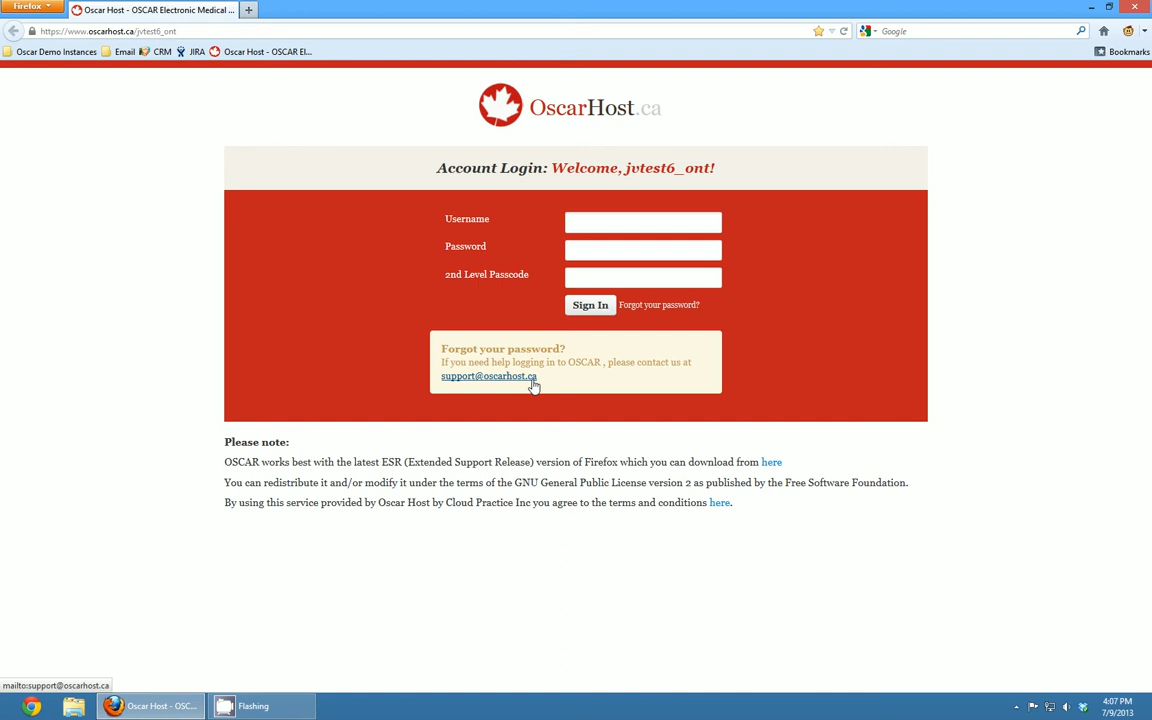 Firefox
Oscar Host - OSCAR Electronic Medical ...
https://www.oscarhost.ca/jvtest6_ont
Google
Oscar Demo Instances
Email
CRM
JIRA
Oscar Host - OSCAR El...
Bookmarks
OscarHost.ca
Account Login: Welcome, jvtest6_ont!
Username
Password
2nd Level Passcode
Sign In
Forgot your password?
Forgot your password?
If you need help logging in to OSCAR , please contact us at
support@oscarhost.ca
Please note:
OSCAR works best with the latest ESR (Extended Support Release) version of Firefox which you can download from here
You can redistribute it and/or modify it under the terms of the GNU General Public License version 2 as published by the Free Software Foundation.
By using this service provided by Oscar Host by Cloud Practice Inc you agree to the terms and conditions here.
mailto:support@oscarhost.ca
Oscar Host - OSC...
Flashing
4:07 PM
7/9/2013